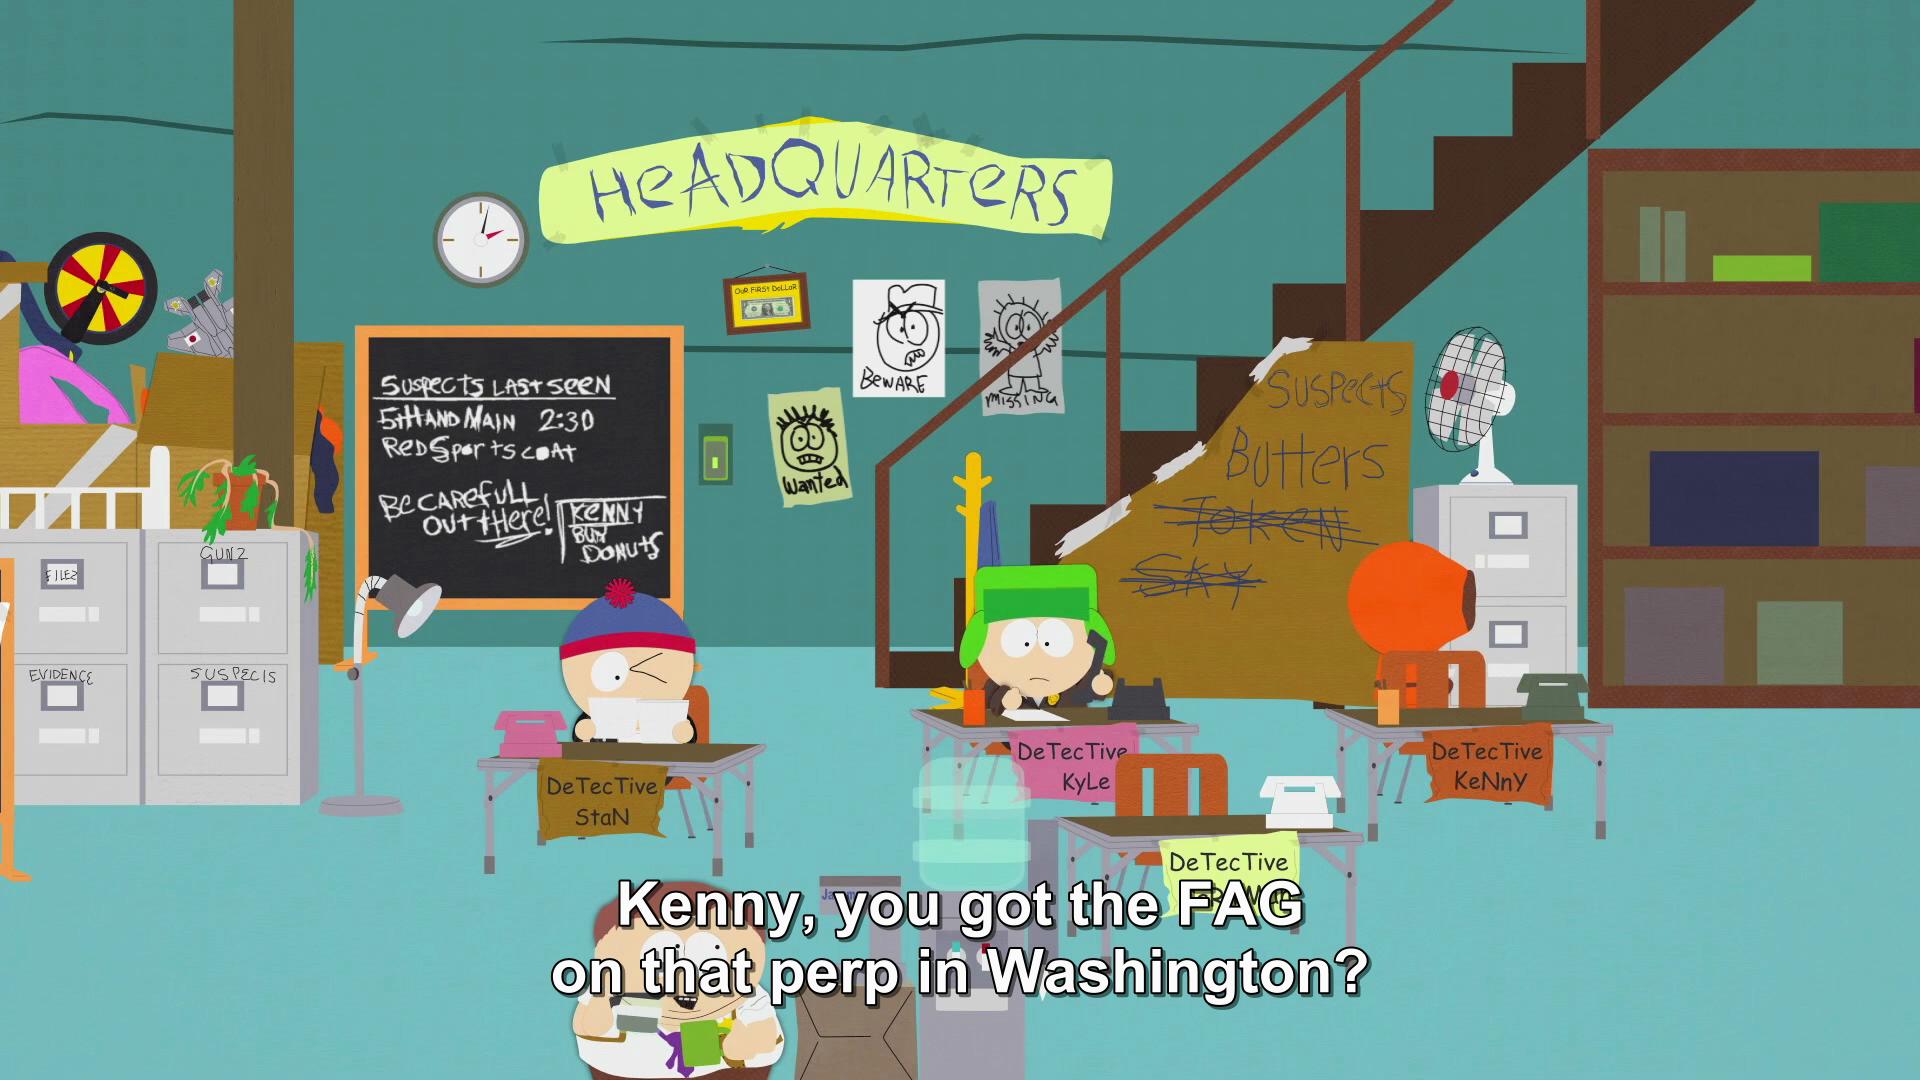 HEADQUARTERS
OUR FIRST DOLLAR
BEWARE
MISSING
Wanted
SUSPECTS LAST SEEN
5TH AND MAIN 2:30
RED SportS COAT
BE CAREFULL
OUT tHere!
KENNY
BUY
DONUTS
SUSPECTS
Butters
TOKEN
SAY
GUNZ
FILEZ
EVIDENCE
SUSPECTS
DeTecTive
StaN
DeTecTive
KyLe
DeTecTive
KeNnY
DeTecTive
Kenny, you got the FAG
on that perp in Washington?